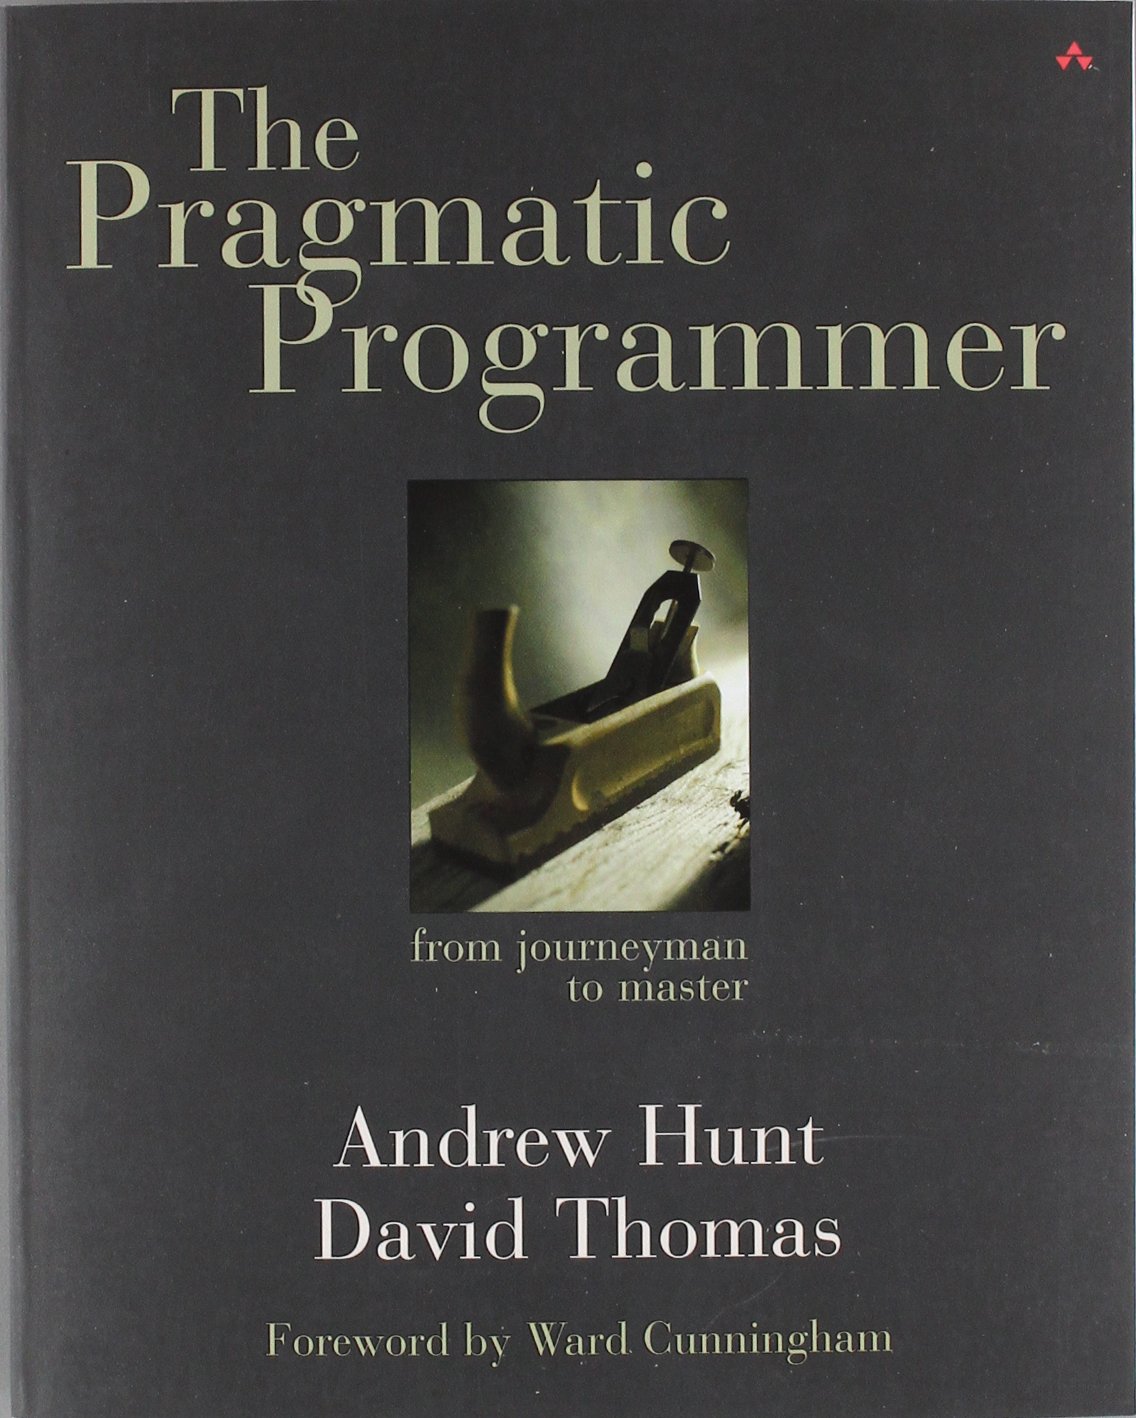 The
Pragmatic
Programmer
from journeyman
to master
Andrew Hunt
David Thomas
Foreword by Ward Cunningham